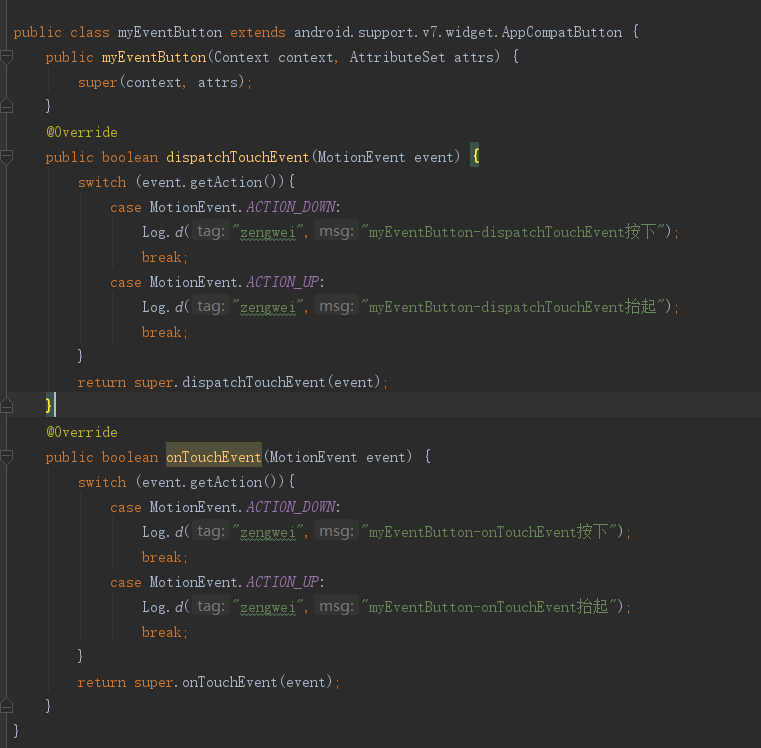 public class myEventButton extends android.support.v7.widget.AppCompatButton {
    public myEventButton(Context context, AttributeSet attrs) {
        super(context, attrs);
    }
    @Override
    public boolean dispatchTouchEvent(MotionEvent event) {
        switch (event.getAction()){
            case MotionEvent.ACTION_DOWN:
                Log.d( tag: "zengwei", msg: "myEventButton-dispatchTouchEvent按下");
                break;
            case MotionEvent.ACTION_UP:
                Log.d( tag: "zengwei", msg: "myEventButton-dispatchTouchEvent抬起");
                break;
        }
        return super.dispatchTouchEvent(event);
    }
    @Override
    public boolean onTouchEvent(MotionEvent event) {
        switch (event.getAction()){
            case MotionEvent.ACTION_DOWN:
                Log.d( tag: "zengwei", msg: "myEventButton-onTouchEvent按下");
                break;
            case MotionEvent.ACTION_UP:
                Log.d( tag: "zengwei", msg: "myEventButton-onTouchEvent抬起");
                break;
        }
        return super.onTouchEvent(event);
    }
}